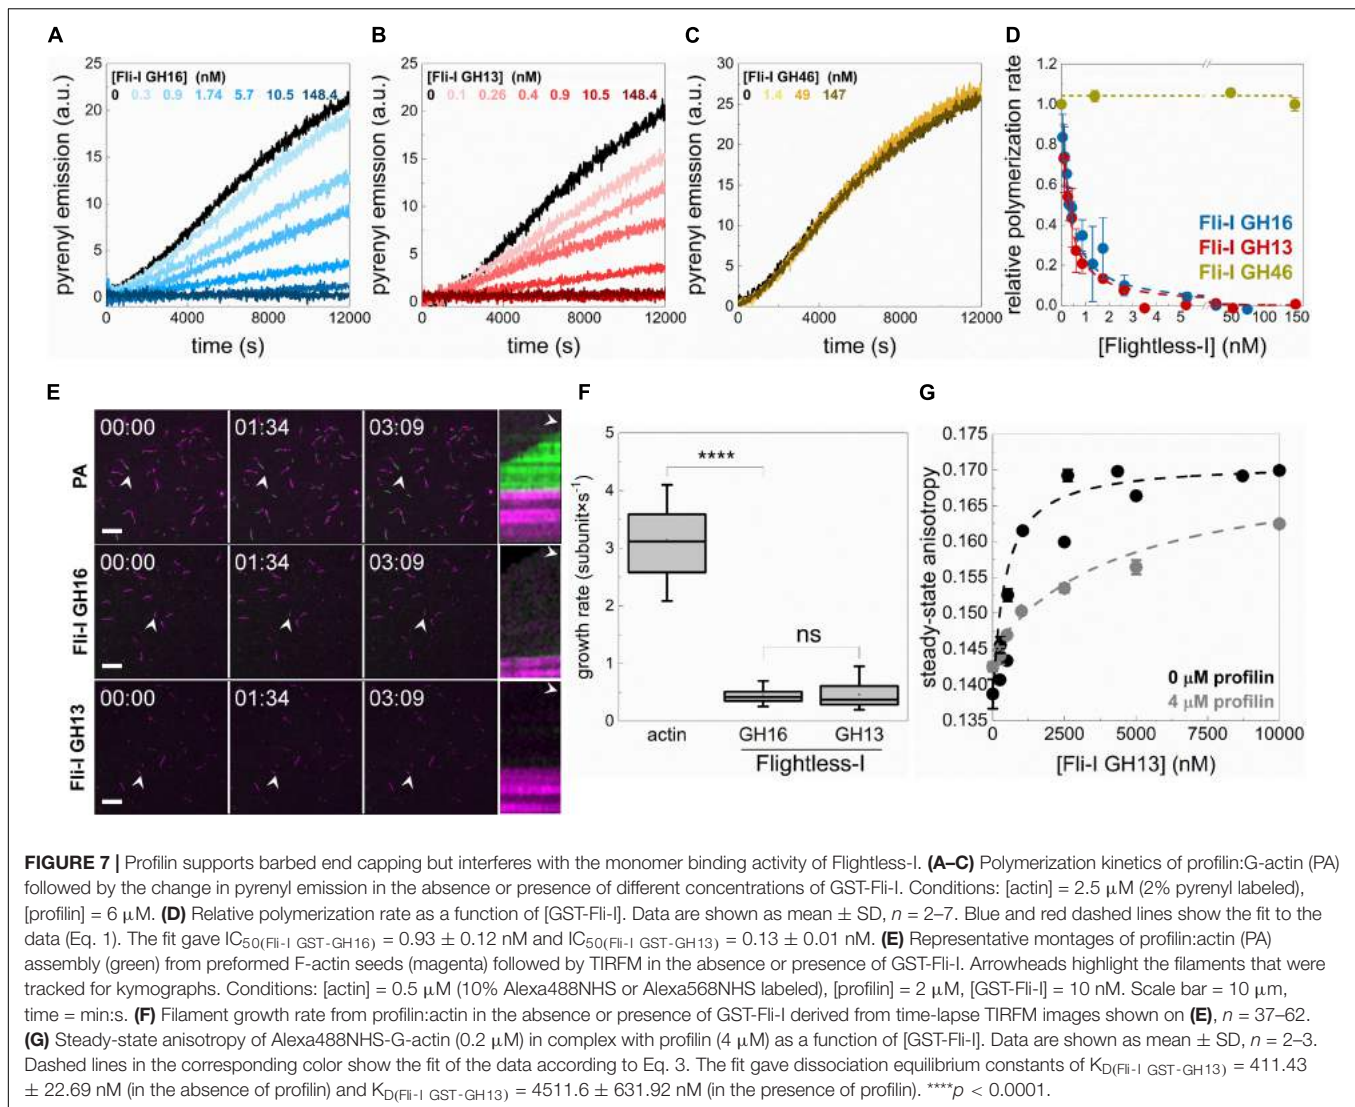 A
B
C
D
[Fli-I GH16] (nM)
0 0.3 0.9 1.74 5.7 10.5 148.4
25
20
15
10
5
0
pyrenyl emission (a.u.)
0 4000 8000 12000
time (s)
[Fli-I GH13] (nM)
0 0.1 0.26 0.4 0.9 10.5 148.4
25
20
15
10
5
0
pyrenyl emission (a.u.)
0 4000 8000 12000
time (s)
[Fli-I GH46] (nM)
0 1.4 49 147
30
25
20
15
10
5
0
pyrenyl emission (a.u.)
0 4000 8000 12000
time (s)
1.2
1.0
0.8
0.6
0.4
0.2
0.0
relative polymerization rate
Fli-I GH16
Fli-I GH13
Fli-I GH46
0 1 2 3 4 5 50 100 150
[Flightless-I] (nM)
E
F
G
PA
00:00 01:34 03:09
Fli-I GH16
00:00 01:34 03:09
Fli-I GH13
00:00 01:34 03:09
5
4
3
2
1
0
growth rate (subunit×s⁻¹)
****
ns
actin GH16 GH13
Flightless-I
0.175
0.170
0.165
0.160
0.155
0.150
0.145
0.140
0.135
steady-state anisotropy
0 µM profilin
4 µM profilin
0 2500 5000 7500 10000
[Fli-I GH13] (nM)
FIGURE 7 | Profilin supports barbed end capping but interferes with the monomer binding activity of Flightless-I. (A–C) Polymerization kinetics of profilin:G-actin (PA)
followed by the change in pyrenyl emission in the absence or presence of different concentrations of GST-Fli-I. Conditions: [actin] = 2.5 µM (2% pyrenyl labeled),
[profilin] = 6 µM. (D) Relative polymerization rate as a function of [GST-Fli-I]. Data are shown as mean ± SD, n = 2–7. Blue and red dashed lines show the fit to the
data (Eq. 1). The fit gave IC50(Fli-I GST-GH16) = 0.93 ± 0.12 nM and IC50(Fli-I GST-GH13) = 0.13 ± 0.01 nM. (E) Representative montages of profilin:actin (PA)
assembly (green) from preformed F-actin seeds (magenta) followed by TIRFM in the absence or presence of GST-Fli-I. Arrowheads highlight the filaments that were
tracked for kymographs. Conditions: [actin] = 0.5 µM (10% Alexa488NHS or Alexa568NHS labeled), [profilin] = 2 µM, [GST-Fli-I] = 10 nM. Scale bar = 10 µm,
time = min:s. (F) Filament growth rate from profilin:actin in the absence or presence of GST-Fli-I derived from time-lapse TIRFM images shown on (E), n = 37–62.
(G) Steady-state anisotropy of Alexa488NHS-G-actin (0.2 µM) in complex with profilin (4 µM) as a function of [GST-Fli-I]. Data are shown as mean ± SD, n = 2–3.
Dashed lines in the corresponding color show the fit of the data according to Eq. 3. The fit gave dissociation equilibrium constants of KD(Fli-I GST-GH13) = 411.43
± 22.69 nM (in the absence of profilin) and KD(Fli-I GST-GH13) = 4511.6 ± 631.92 nM (in the presence of profilin). ****p < 0.0001.